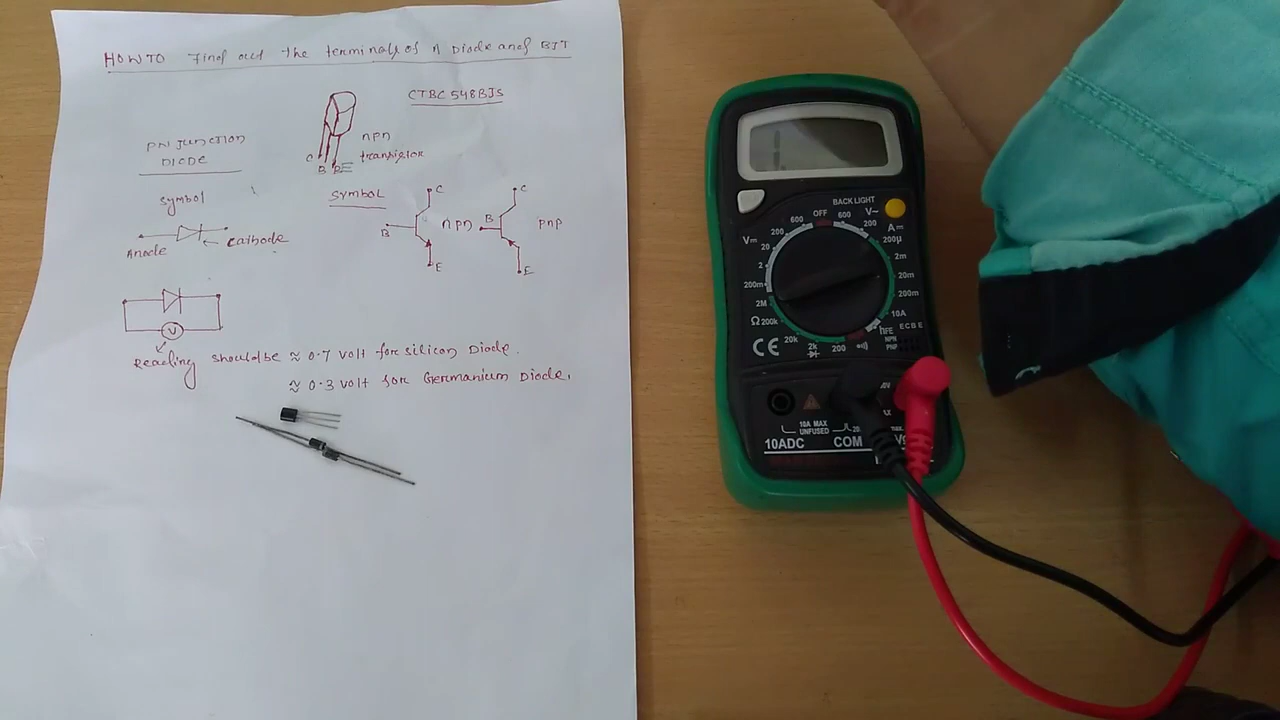 HOW TO Find out the terminals of A Diode and BJT
CTBC 548BJS
PN JUNCTION
DIODE
C
B
E
npn
transistor
symbol
Anode
Cathode
SYMBOL
C
B
E
npn
C
B
E
pnp
V
Reading should be ≈ 0.7 volt for silicon Diode.
≈ 0.3 volt for Germanium Diode.
BACK LIGHT
OFF
600
200
20
2
200m
V
600
200
V~
A
200µ
2m
20m
200m
10A
2M
Ω
200k
20k
2k
200
hFE
NPN
PNP
E C B E
CE
10A MAX
UNFUSED
10ADC
COM